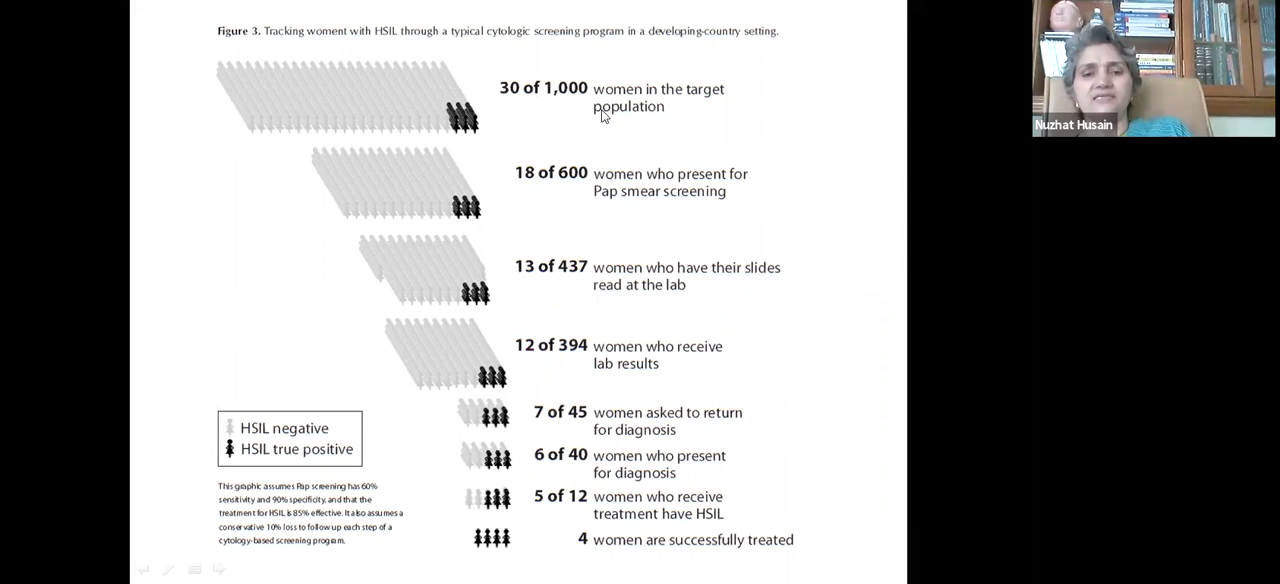 Figure 3. Tracking woment with HSIL through a typical cytologic screening program in a developing-country setting.
30 of 1,000 women in the target
population
18 of 600 women who present for
Pap smear screening
13 of 437 women who have their slides
read at the lab
12 of 394 women who receive
lab results
7 of 45 women asked to return
for diagnosis
6 of 40 women who present
for diagnosis
5 of 12 women who receive
treatment have HSIL
4 women are successfully treated
HSIL negative
HSIL true positive
This graphic assumes Pap screening has 60%
sensitivity and 90% specificity, and that the
treatment for HSIL is 85% effective. It also assumes a
conservative 10% loss to follow up each step of a
cytology-based screening program.
Nuzhat Husain